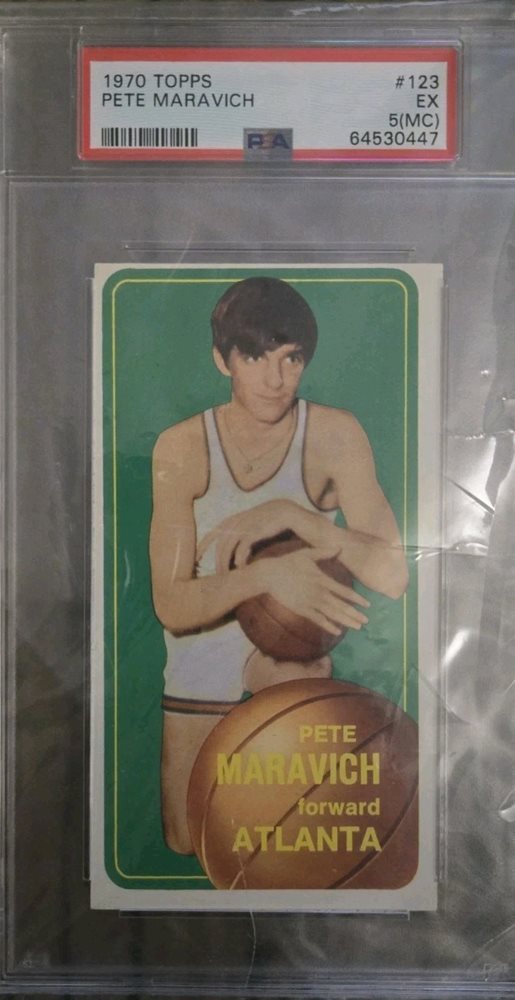 1970 TOPPS #123
PETE MARAVICH EX
5(MC)
PSA 64530447
PETE
MARAVICH
forward
ATLANTA